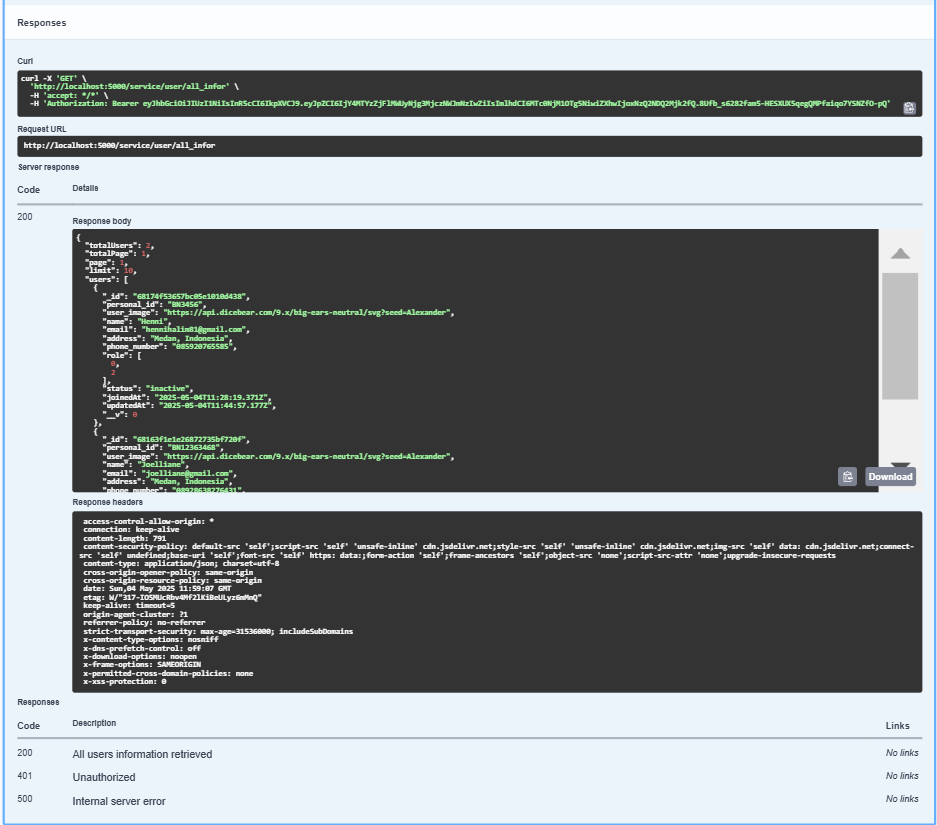 Responses
Curl
curl -X 'GET' \
'http://localhost:5000/service/user/all_infor' \
-H 'accept: */*' \
-H 'Authorization: Bearer
Request URL
http://localhost:5000/service/user/all_infor
Server response
Code Details
200
Response body
{
"totalUsers": 2,
"totalPage": 1,
"page": 1,
"limit": 10,
"users": [
{
"_id": "68174f53657bc05e1010d438",
"personal_id": "BN3456",
"user_image": "https://api.dicebear.com/9.x/big-ears-neutral/svg?seed=Alexander",
"name": "Henni",
"email": "hennihalim81@gmail.com",
"address": "Medan, Indonesia",
"phone_number": "085920765585",
"role": [
0,
2
],
"status": "inactive",
"joinedAt": "2025-05-04T11:28:19.371Z",
"updatedAt": "2025-05-04T11:44:57.177Z",
"__v": 0
},
{
"_id": "68163f1e1e26872735bf720f",
"personal_id": "BN12363468",
"user_image": "https://api.dicebear.com/9.x/big-ears-neutral/svg?seed=Alexander",
"name": "Joelliane",
"email": "joelliane@gmail.com",
"address": "Medan, Indonesia",
"phone_number": "08928638276431",
Download
Response headers
access-control-allow-origin: *
connection: keep-alive
content-length: 791
content-security-policy: default-src 'self';script-src 'self' 'unsafe-inline' cdn.jsdelivr.net;style-src 'self' 'unsafe-inline' cdn.jsdelivr.net;img-src 'self' data: cdn.jsdelivr.net;connect-
src 'self' undefined;base-uri 'self';font-src 'self' https: data:;form-action 'self';frame-ancestors 'self';object-src 'none';script-src-attr 'none';upgrade-insecure-requests
content-type: application/json; charset=utf-8
cross-origin-opener-policy: same-origin
cross-origin-resource-policy: same-origin
date: Sun,04 May 2025 11:59:07 GMT
etag:
keep-alive: timeout=5
origin-agent-cluster: ?1
referrer-policy: no-referrer
strict-transport-security: max-age=31536000; includeSubDomains
x-content-type-options: nosniff
x-dns-prefetch-control: off
x-download-options: noopen
x-frame-options: SAMEORIGIN
x-permitted-cross-domain-policies: none
x-xss-protection: 0
Responses
Code Description Links
200 All users information retrieved No links
401 Unauthorized No links
500 Internal server error No links